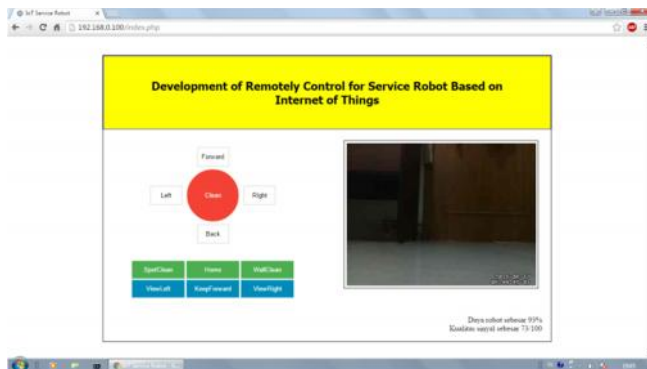 IoT Service Robot
192.168.0.100/index.php
Development of Remotely Control for Service Robot Based on
Internet of Things
Forward
Left
Clean
Right
Back
SpotClean
Home
WallClean
ViewLeft
KeepForward
ViewRight
Daya robot sebesar 93%
Kualitas sinyal sebesar 73/100